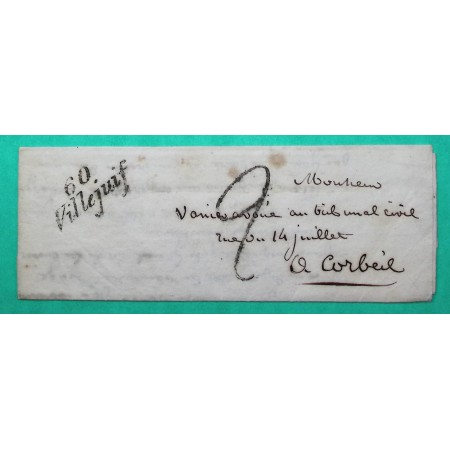 60
Villejuif
2
Monsieur
avoué au tribunal civil
rue du 14 juillet
a Corbeil